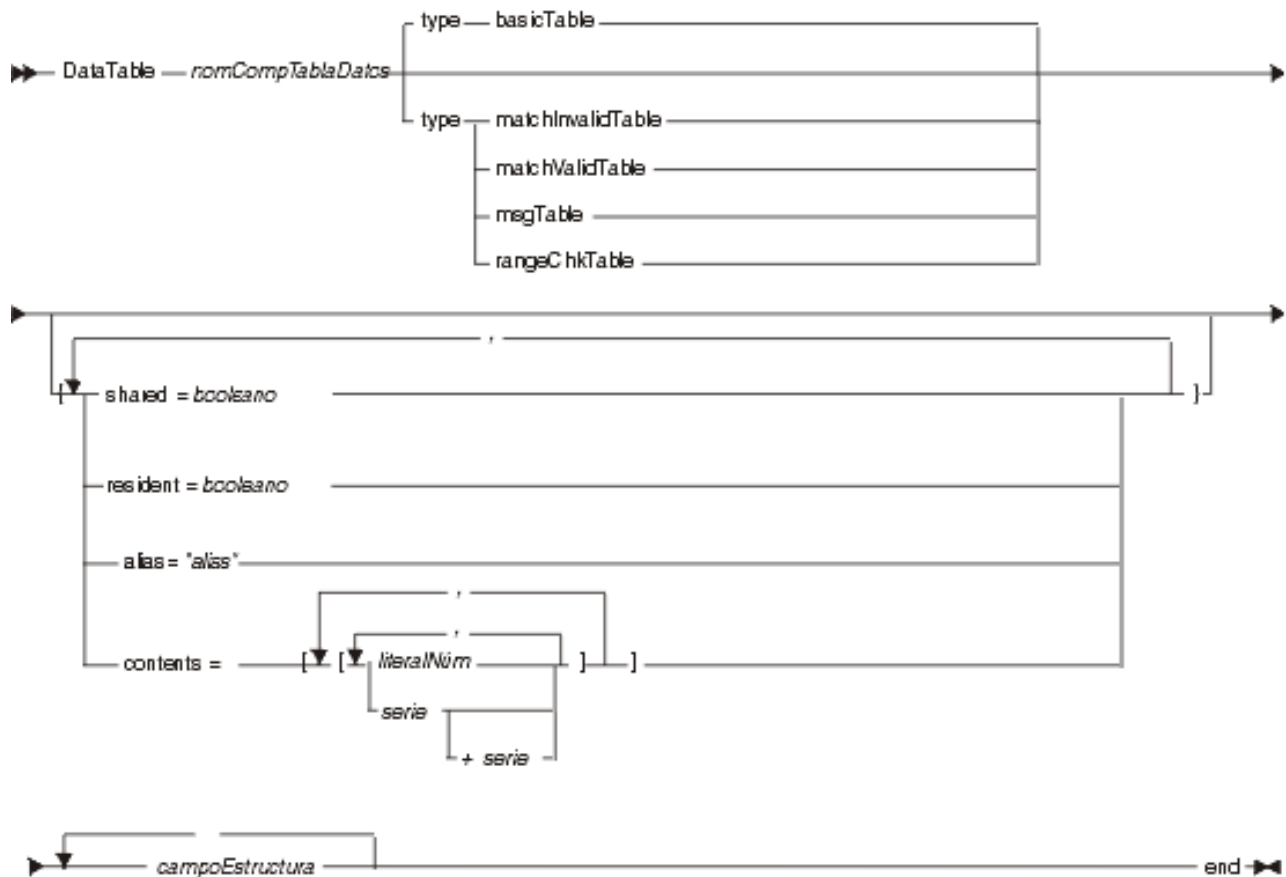 type basicTable
DataTable nomCompTablaDatos
type matchInvalidTable
matchValidTable
msgTable
rangeChkTable
,
{ shared = booleano }
resident = booleano
alias = "alias"
,
,
contents = [ [ literalNúm ] ]
serie
+ serie
campoEstructura end